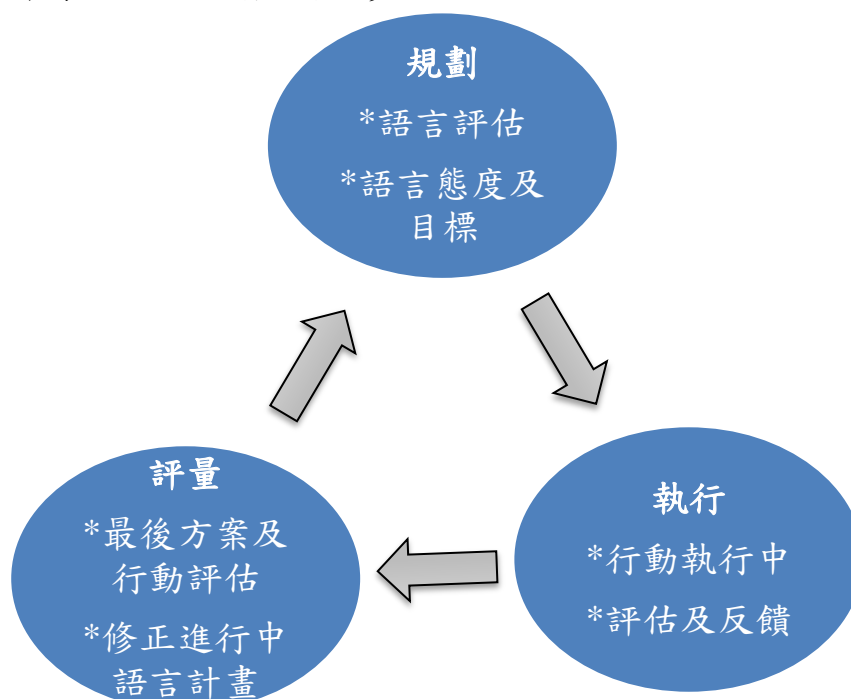 規劃
*語言評估
*語言態度及
目標
執行
*行動執行中
*評估及反饋
評量
*最後方案及
行動評估
*修正進行中
語言計畫